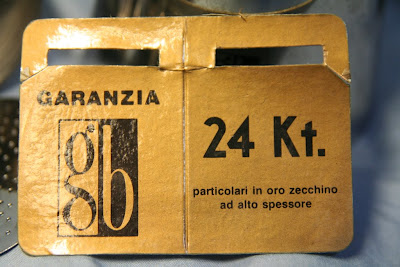 GARANZIA
gb
24 Kt.
particolari in oro zecchino
ad alto spessore